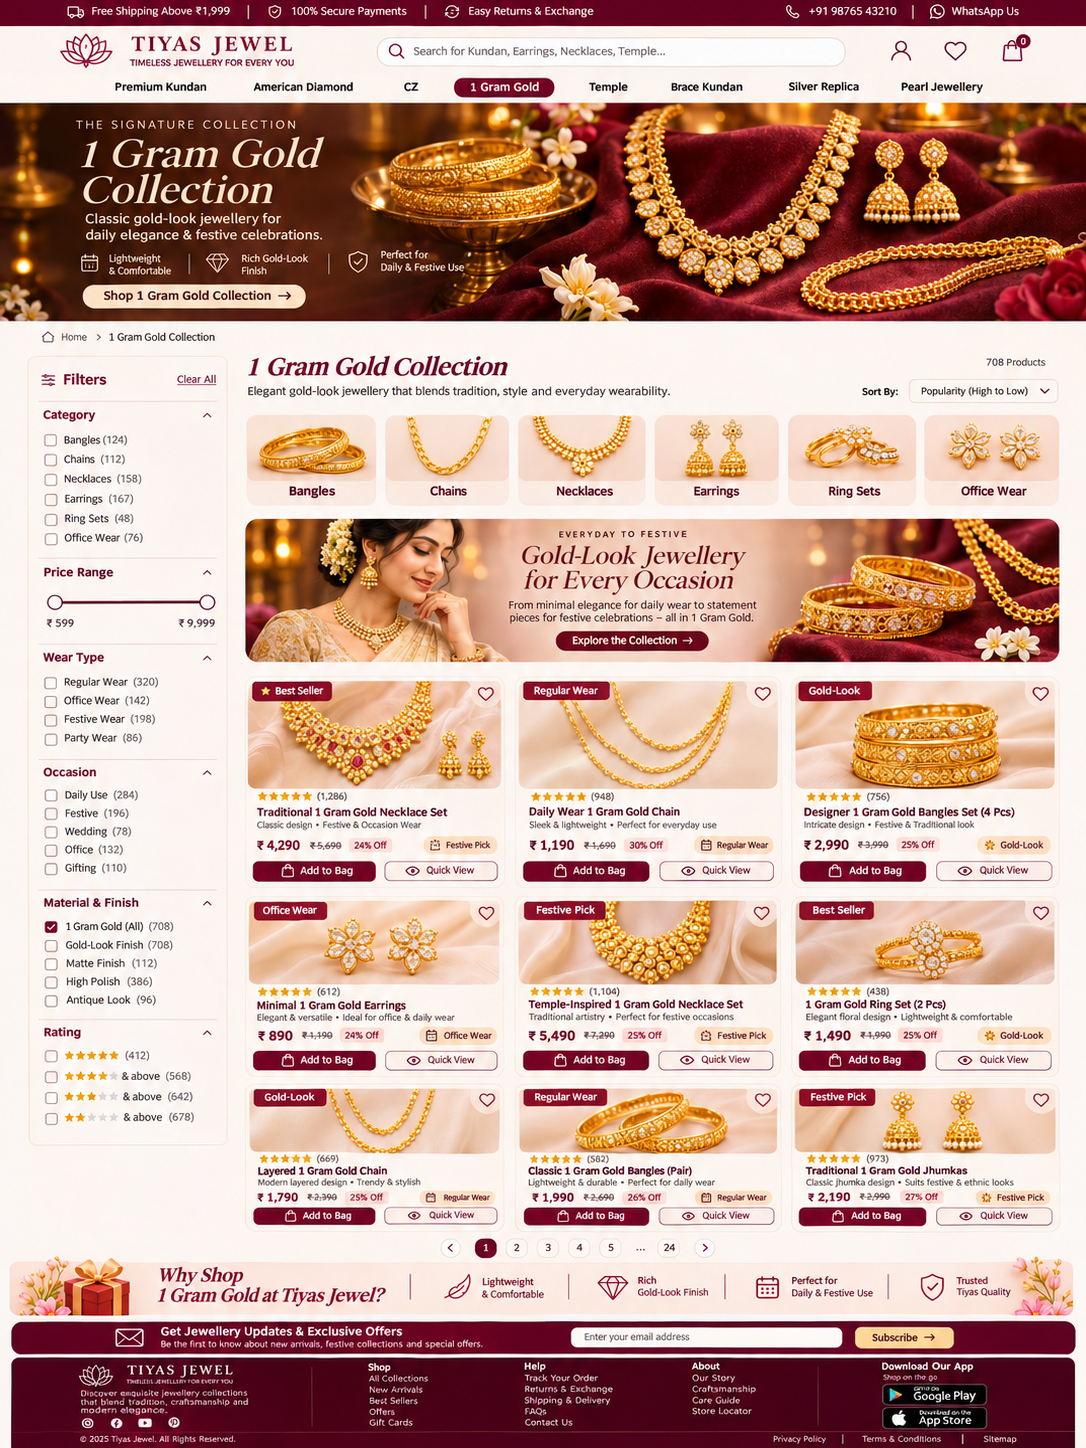 Free Shipping Above ₹1,999 | 100% Secure Payments | Easy Returns & Exchange
+91 98765 43210 | WhatsApp Us
TIYAS JEWEL
TIMELESS JEWELLERY FOR EVERY YOU
Search for Kundan, Earrings, Necklaces, Temple...
0
Premium Kundan American Diamond CZ 1 Gram Gold Temple Brace Kundan Silver Replica Pearl Jewellery
THE SIGNATURE COLLECTION
1 Gram Gold
Collection
Classic gold-look jewellery for
daily elegance & festive celebrations.
Lightweight
& Comfortable
Rich Gold-Look
Finish
Perfect for
Daily & Festive Use
Shop 1 Gram Gold Collection →
Home > 1 Gram Gold Collection
Filters Clear All
Category
Bangles (124)
Chains (112)
Necklaces (158)
Earrings (167)
Ring Sets (48)
Office Wear (76)
Price Range
₹ 599 ₹ 9,999
Wear Type
Regular Wear (320)
Office Wear (142)
Festive Wear (198)
Party Wear (86)
Occasion
Daily Use (284)
Festive (196)
Wedding (78)
Office (132)
Gifting (110)
Material & Finish
1 Gram Gold (All) (708)
Gold-Look Finish (708)
Matte Finish (112)
High Polish (386)
Antique Look (96)
Rating
★★★★★ (412)
★★★★★ & above (568)
★★★★★ & above (642)
★★★★★ & above (678)
1 Gram Gold Collection
708 Products
Elegant gold-look jewellery that blends tradition, style and everyday wearability.
Sort By: Popularity (High to Low)
Bangles Chains Necklaces Earrings Ring Sets Office Wear
EVERYDAY TO FESTIVE
Gold-Look Jewellery
for Every Occasion
From minimal elegance for daily wear to statement
pieces for festive celebrations – all in 1 Gram Gold.
Explore the Collection →
★ Best Seller
★★★★★ (1,286)
Traditional 1 Gram Gold Necklace Set
Classic design • Festive & Occasion Wear
₹ 4,290 ₹ 5,690 24% Off Festive Pick
Add to Bag Quick View
Regular Wear
★★★★★ (948)
Daily Wear 1 Gram Gold Chain
Sleek & lightweight • Perfect for everyday use
₹ 1,190 ₹ 1,690 30% Off Regular Wear
Add to Bag Quick View
Gold-Look
★★★★★ (756)
Designer 1 Gram Gold Bangles Set (4 Pcs)
Intricate design • Festive & Traditional look
₹ 2,990 ₹ 3,990 25% Off Gold-Look
Add to Bag Quick View
Office Wear
★★★★★ (612)
Minimal 1 Gram Gold Earrings
Elegant & versatile • Ideal for office & daily wear
₹ 890 ₹ 1,190 24% Off Office Wear
Add to Bag Quick View
Festive Pick
★★★★★ (1,104)
Temple-Inspired 1 Gram Gold Necklace Set
Traditional artistry • Perfect for festive occasions
₹ 5,490 ₹ 7,290 25% Off Festive Pick
Add to Bag Quick View
Best Seller
★★★★★ (438)
1 Gram Gold Ring Set (2 Pcs)
Elegant floral design • Lightweight & comfortable
₹ 1,490 ₹ 1,990 25% Off Gold-Look
Add to Bag Quick View
Gold-Look
★★★★★ (669)
Layered 1 Gram Gold Chain
Modern layered design • Trendy & stylish
₹ 1,790 ₹ 2,390 25% Off Regular Wear
Add to Bag Quick View
Regular Wear
★★★★★ (582)
Classic 1 Gram Gold Bangles (Pair)
Lightweight & durable • Perfect for daily wear
₹ 1,990 ₹ 2,690 26% Off Regular Wear
Add to Bag Quick View
Festive Pick
★★★★★ (973)
Traditional 1 Gram Gold Jhumkas
Classic jhumka design • Suits festive & ethnic looks
₹ 2,190 ₹ 2,990 27% Off Festive Pick
Add to Bag Quick View
< 1 2 3 4 5 ... 24 >
Why Shop
1 Gram Gold at Tiyas Jewel?
Lightweight
& Comfortable
Rich
Gold-Look Finish
Perfect for
Daily & Festive Use
Trusted
Tiyas Quality
Get Jewellery Updates & Exclusive Offers
Be the first to know about new arrivals, festive collections and special offers.
Enter your email address
Subscribe →
TIYAS JEWEL
TIMELESS JEWELLERY FOR EVERY YOU
Discover exquisite jewellery collections
that blend tradition, craftsmanship and
modern elegance.
Shop
All Collections
New Arrivals
Best Sellers
Offers
Gift Cards
Help
Track Your Order
Returns & Exchange
Shipping & Delivery
FAQs
Contact Us
About
Our Story
Craftsmanship
Care Guide
Store Locator
Download Our App
Shop on the go
Google Play
Download on the
App Store
© 2025 Tiyas Jewel. All Rights Reserved.
Privacy Policy | Terms & Conditions | Sitemap